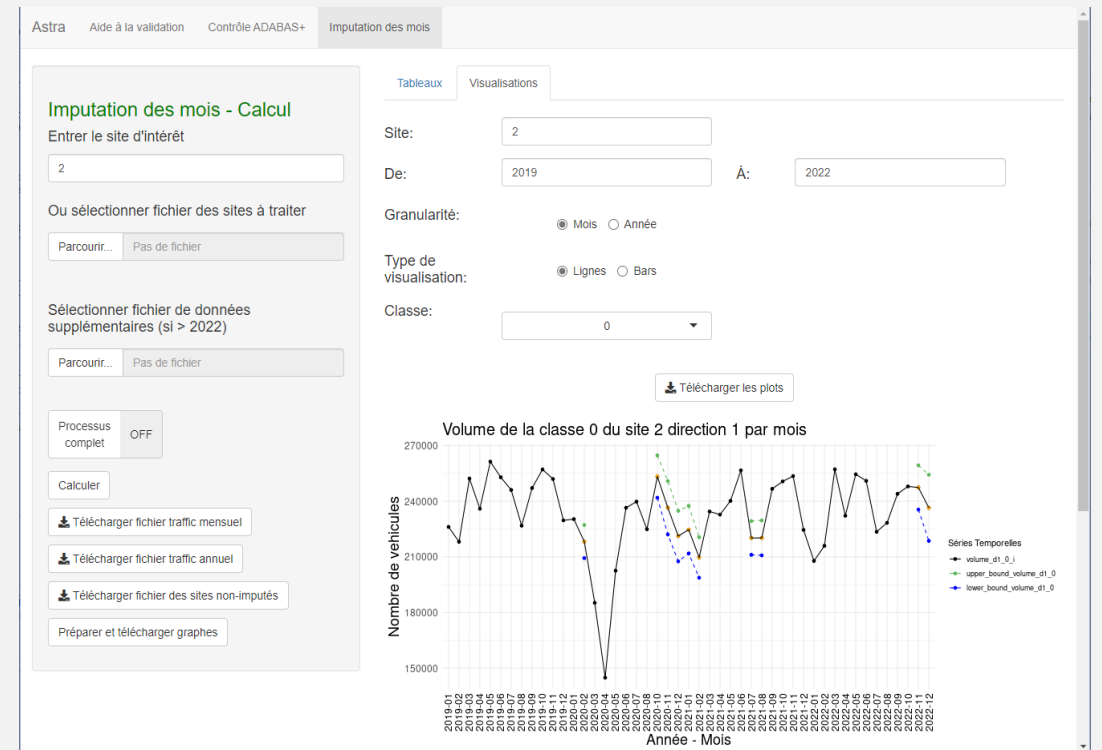 Astra Aide à la validation Contrôle ADABAS+ Imputation des mois
Imputation des mois - Calcul
Entrer le site d'intérêt
2
Ou sélectionner fichier des sites à traiter
Parcourir... Pas de fichier
Sélectionner fichier de données
supplémentaires (si > 2022)
Parcourir... Pas de fichier
Processus
complet
OFF
Calculer
Télécharger fichier traffic mensuel
Télécharger fichier traffic annuel
Télécharger fichier des sites non-imputés
Préparer et télécharger graphes
Tableaux Visualisations
Site: 2
De: 2019 À: 2022
Granularité: Mois Année
Type de
visualisation:
Lignes Bars
Classe: 0
Télécharger les plots
Volume de la classe 0 du site 2 direction 1 par mois
Nombre de vehicules
270000
240000
210000
180000
150000
2019-01
2019-02
2019-03
2019-04
2019-05
2019-06
2019-07
2019-08
2019-09
2019-10
2019-11
2019-12
2020-01
2020-02
2020-03
2020-04
2020-05
2020-06
2020-07
2020-08
2020-10
2020-11
2020-12
2021-01
2021-02
2021-03
2021-04
2021-05
2021-06
2021-07
2021-08
2021-09
2021-10
2021-11
2021-12
2022-01
2022-02
2022-03
2022-04
2022-05
2022-06
2022-07
2022-08
2022-09
2022-10
2022-11
2022-12
Année - Mois
Séries Temporelles
volume_d1_0_i
upper_bound_volume_d1_0
lower_bound_volume_d1_0